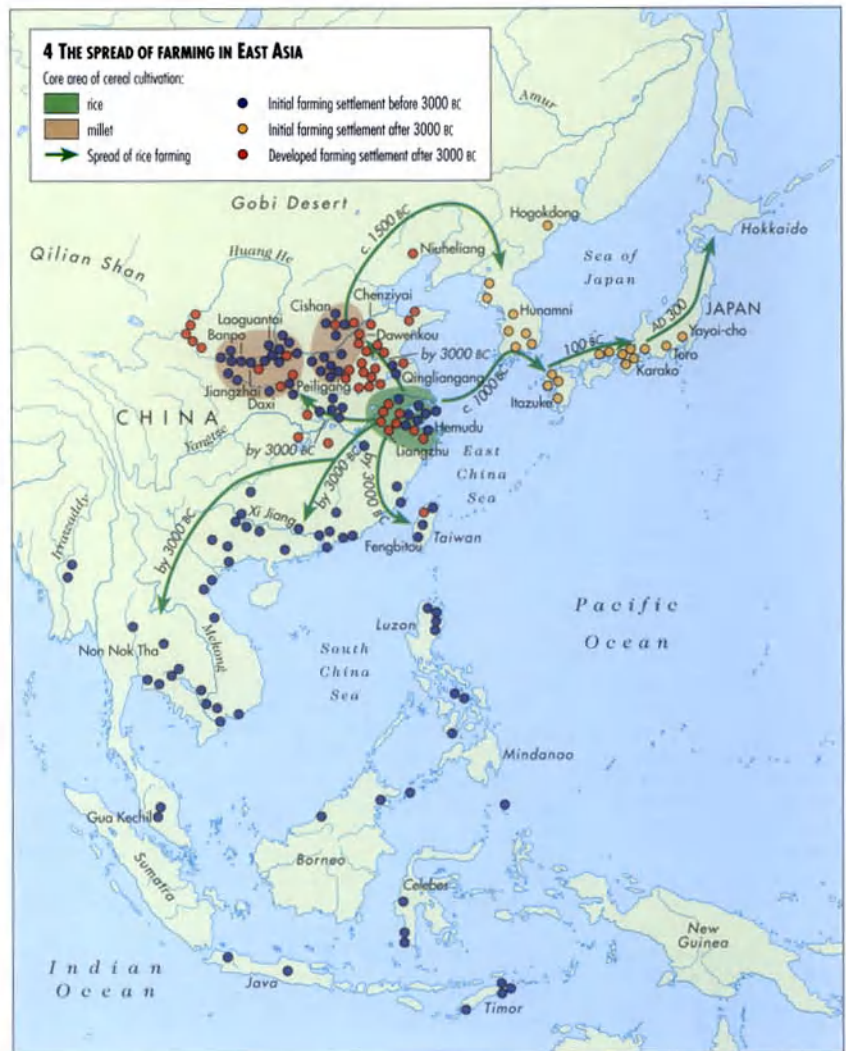 4 THE SPREAD OF FARMING IN EAST ASIA
Core area of cereal cultivation:
rice
millet
Spread of rice farming
Initial farming settlement before 3000 BC
Initial farming settlement after 3000 BC
Developed farming settlement after 3000 BC
Amur
Gobi Desert
Hogokdong
Hokkaido
Qilian Shan
Huang He
c. 1500 BC
Niuheliang
Sea of
Japan
Cishan
Chenziyai
Laoguantai
Banpo
Dawenkou
Hunamni
JAPAN
AD 300
Yayoi-cho
100 BC
Toro
Karako
by 3000 BC
Qingliangang
Jiangzhai
Peiligang
Daxi
c. 1000 BC
Itazuke
CHINA
Yangtze
Hemudu
Liangzhu
by 3000 BC
East
China
Sea
by 3000 BC
by 3000 BC
by 3000 BC
Xi Jiang
Irrawaddy
Fengbitou
Taiwan
Pacific
Ocean
Luzon
Non Nok Tha
Mekong
South
China
Sea
Mindanao
Gua Kechil
Sumatra
Borneo
Celebes
New
Guinea
Indian
Ocean
Java
Timor